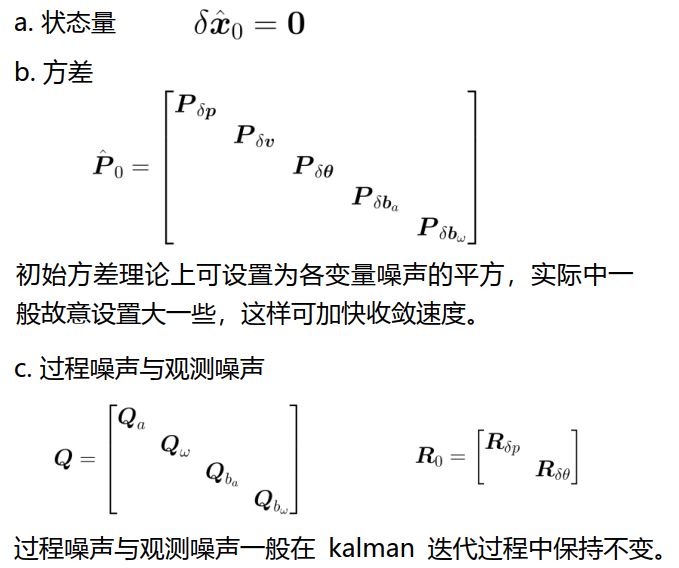 a. 状态量 $\delta\hat{\boldsymbol{x}}_0 = \mathbf{0}$
b. 方差
$\hat{\boldsymbol{P}}_0 = \begin{bmatrix} \boldsymbol{P}_{\delta \boldsymbol{p}} & & & & \\ & \boldsymbol{P}_{\delta \boldsymbol{v}} & & & \\ & & \boldsymbol{P}_{\delta \boldsymbol{\theta}} & & \\ & & & \boldsymbol{P}_{\delta \boldsymbol{b}_a} & \\ & & & & \boldsymbol{P}_{\delta \boldsymbol{b}_\omega} \end{bmatrix}$
初始方差理论上可设置为各变量噪声的平方，实际中一
般故意设置大一些，这样可加快收敛速度。
c. 过程噪声与观测噪声
$\boldsymbol{Q} = \begin{bmatrix} \boldsymbol{Q}_a & & & \\ & \boldsymbol{Q}_\omega & & \\ & & \boldsymbol{Q}_{b_a} & \\ & & & \boldsymbol{Q}_{b_\omega} \end{bmatrix}$ $\boldsymbol{R}_0 = \begin{bmatrix} \boldsymbol{R}_{\delta p} & \\ & \boldsymbol{R}_{\delta \theta} \end{bmatrix}$
过程噪声与观测噪声一般在 kalman 迭代过程中保持不变。